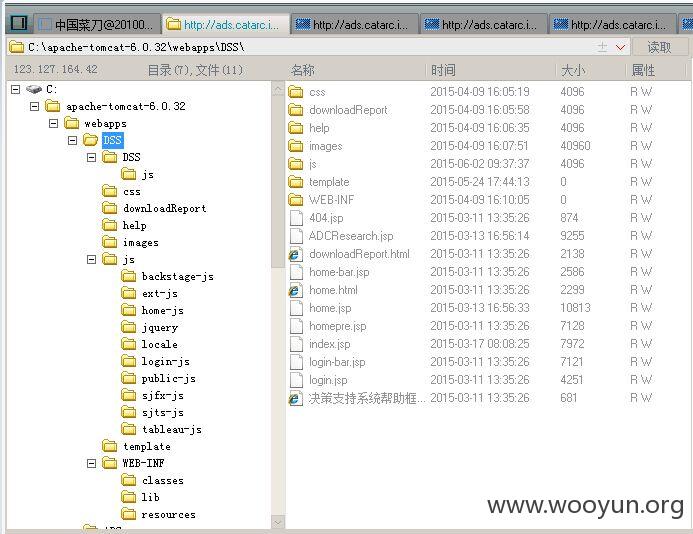 中国菜刀@20100...
http://ads.catarc.i...
http://ads.catarc.i...
http://ads.catarc.i...
http://ads.catarc.i...
http://ads.catarc.i
C:\apache-tomcat-6.0.32\webapps\DSS\
读取
123.127.164.42 目录(7),文件(11)
名称 时间 大小 属性
C:
apache-tomcat-6.0.32
webapps
DSS
DSS
js
css
downloadReport
help
images
js
backstage-js
ext-js
home-js
jquery
locale
login-js
public-js
sjfx-js
sjts-js
tableau-js
template
WEB-INF
classes
lib
resources
css 2015-04-09 16:05:19 4096 R W
downloadReport 2015-04-09 16:05:58 4096 R W
help 2015-04-09 16:06:35 4096 R W
images 2015-04-09 16:07:51 40960 R W
js 2015-06-02 09:37:37 4096 R W
template 2015-05-24 17:44:13 0 R W
WEB-INF 2015-04-09 16:10:05 0 R W
404.jsp 2015-03-11 13:35:26 874 R W
ADCResearch.jsp 2015-03-13 16:56:14 9255 R W
downloadReport.html 2015-03-11 13:35:26 2138 R W
home-bar.jsp 2015-03-11 13:35:26 2586 R W
home.html 2015-03-11 13:35:26 2299 R W
home.jsp 2015-03-13 16:56:33 10813 R W
homepre.jsp 2015-03-11 13:35:26 7128 R W
index.jsp 2015-03-17 08:08:25 7972 R W
login-bar.jsp 2015-03-11 13:35:26 7121 R W
login.jsp 2015-03-11 13:35:26 4251 R W
决策支持系统帮助框... 2015-03-11 13:35:26 681 R W
www.wooyun.org